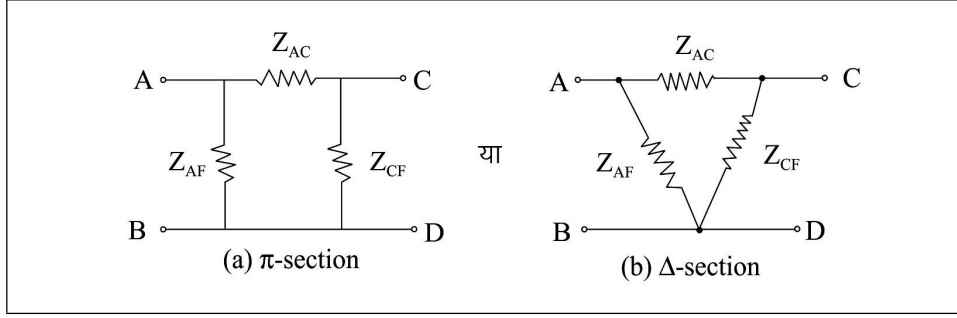 Z_AC Z_AC
A C A C
Z_AF Z_CF या Z_AF Z_CF
B D B D
(a) π-section (b) Δ-section